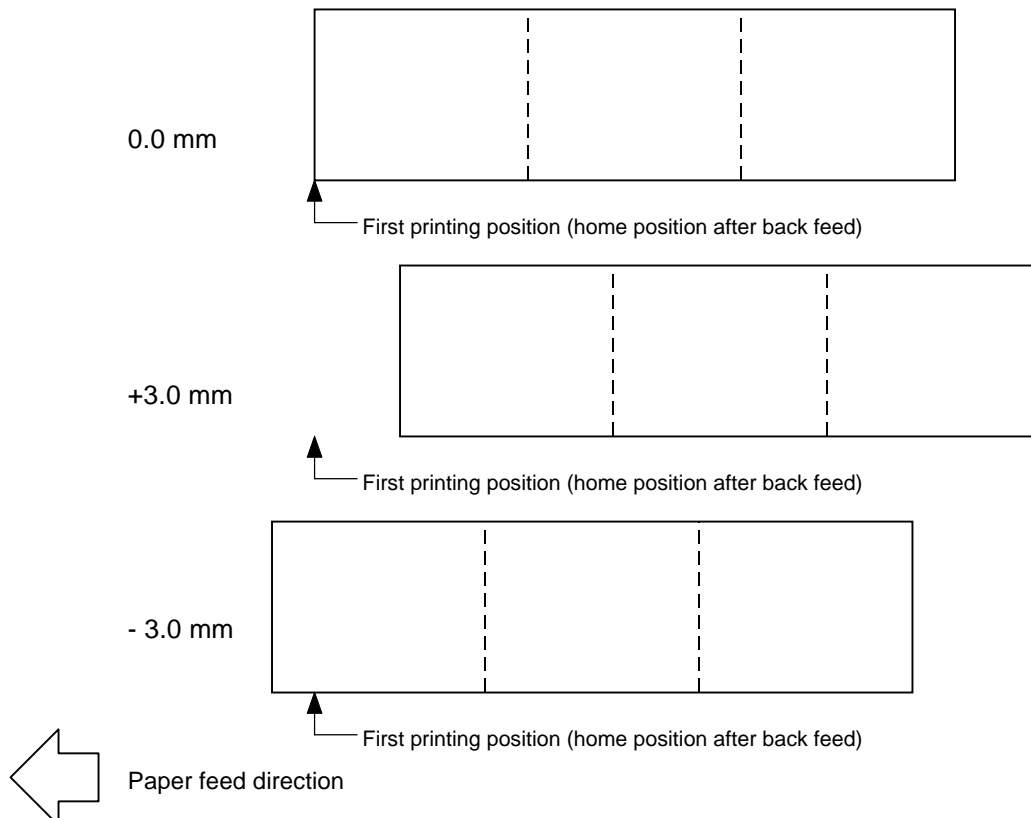 0.0 mm
First printing position (home position after back feed)
+3.0 mm
First printing position (home position after back feed)
- 3.0 mm
First printing position (home position after back feed)
Paper feed direction